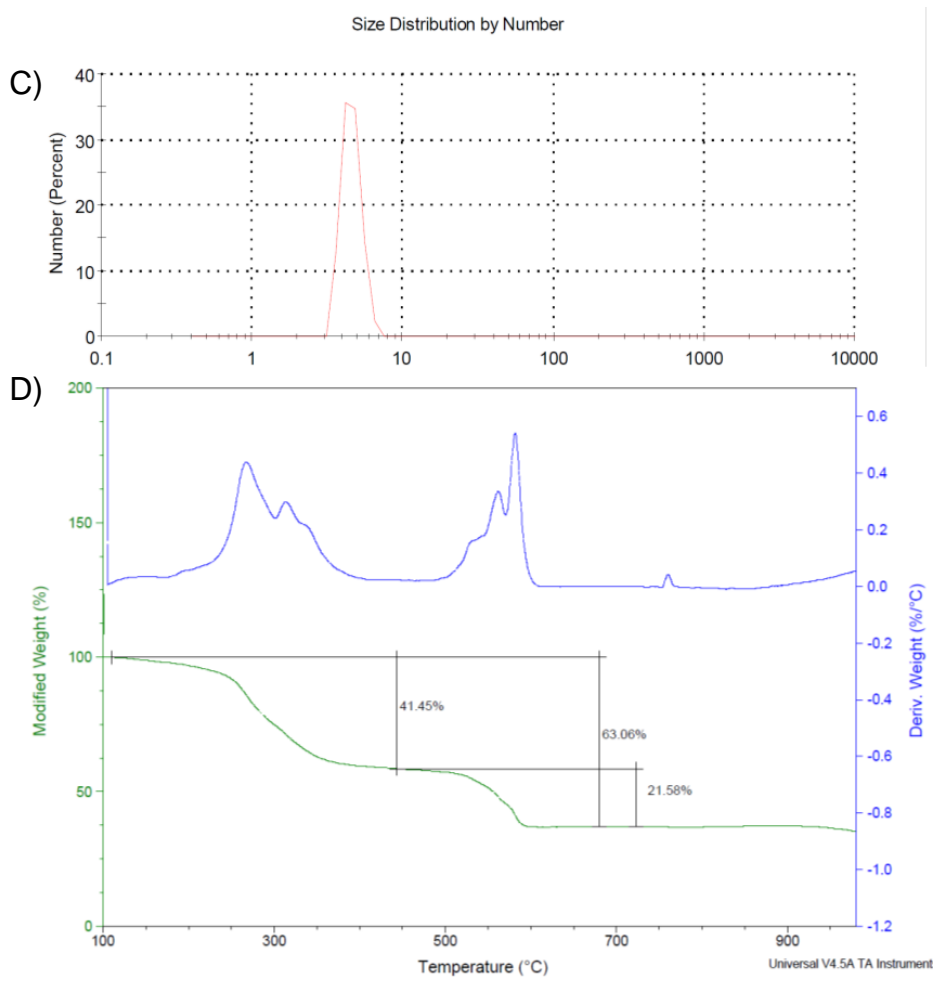 Size Distribution by Number
C)
Number (Percent)
40
30
20
10
0
0.1 1 10 100 1000 10000
D)
Modified Weight (%)
200
150
100
50
0
41.45%
63.06%
21.58%
Deriv. Weight (%/°C)
0.6
0.4
0.2
0.0
-0.2
-0.4
-0.6
-0.8
-1.0
-1.2
100 300 500 700 900
Temperature (°C)
Universal V4.5A TA Instrument